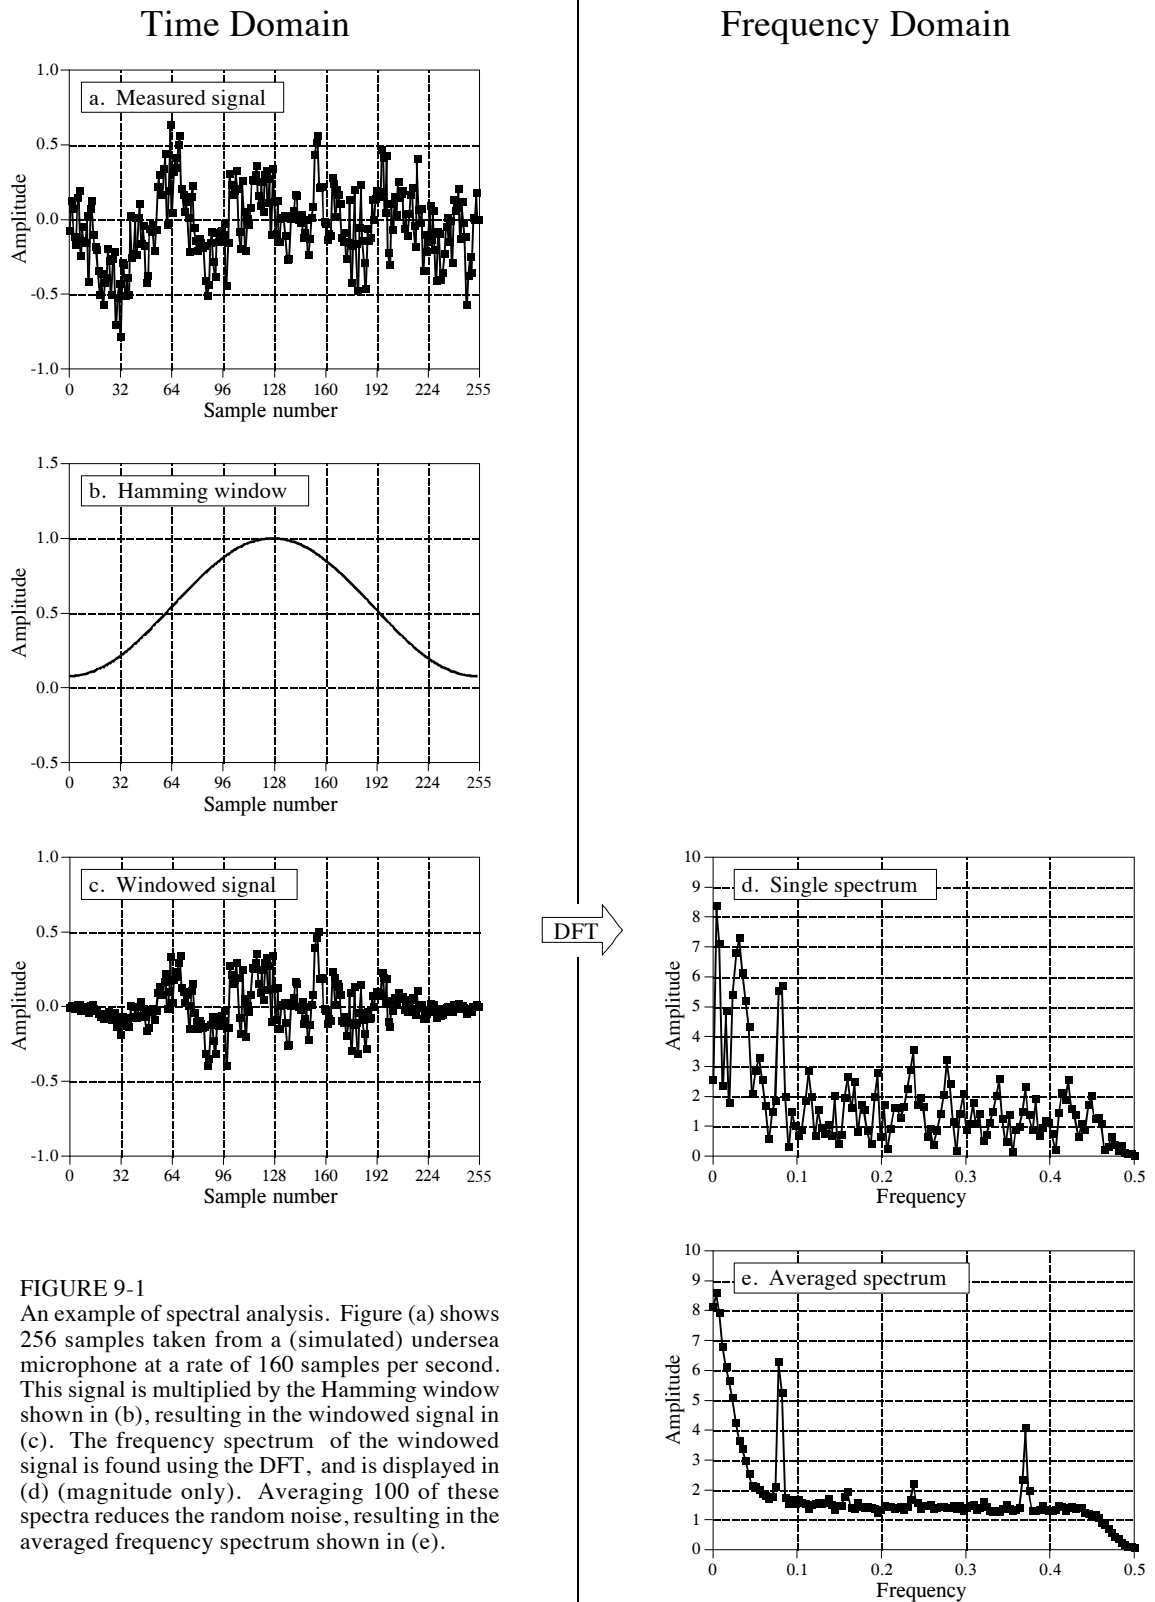 Time Domain
Frequency Domain
1.0
0.5
0.0
-0.5
-1.0
Amplitude
a. Measured signal
0 32 64 96 128 160 192 224 255
Sample number
1.5
1.0
0.5
0.0
-0.5
Amplitude
b. Hamming window
0 32 64 96 128 160 192 224 255
Sample number
1.0
0.5
0.0
-0.5
-1.0
Amplitude
c. Windowed signal
0 32 64 96 128 160 192 224 255
Sample number
DFT
10
9
8
7
6
5
4
3
2
1
0
Amplitude
d. Single spectrum
0 0.1 0.2 0.3 0.4 0.5
Frequency
10
9
8
7
6
5
4
3
2
1
0
Amplitude
e. Averaged spectrum
0 0.1 0.2 0.3 0.4 0.5
Frequency
FIGURE 9-1
An example of spectral analysis. Figure (a) shows
256 samples taken from a (simulated) undersea
microphone at a rate of 160 samples per second.
This signal is multiplied by the Hamming window
shown in (b), resulting in the windowed signal in
(c). The frequency spectrum of the windowed
signal is found using the DFT, and is displayed in
(d) (magnitude only). Averaging 100 of these
spectra reduces the random noise, resulting in the
averaged frequency spectrum shown in (e).